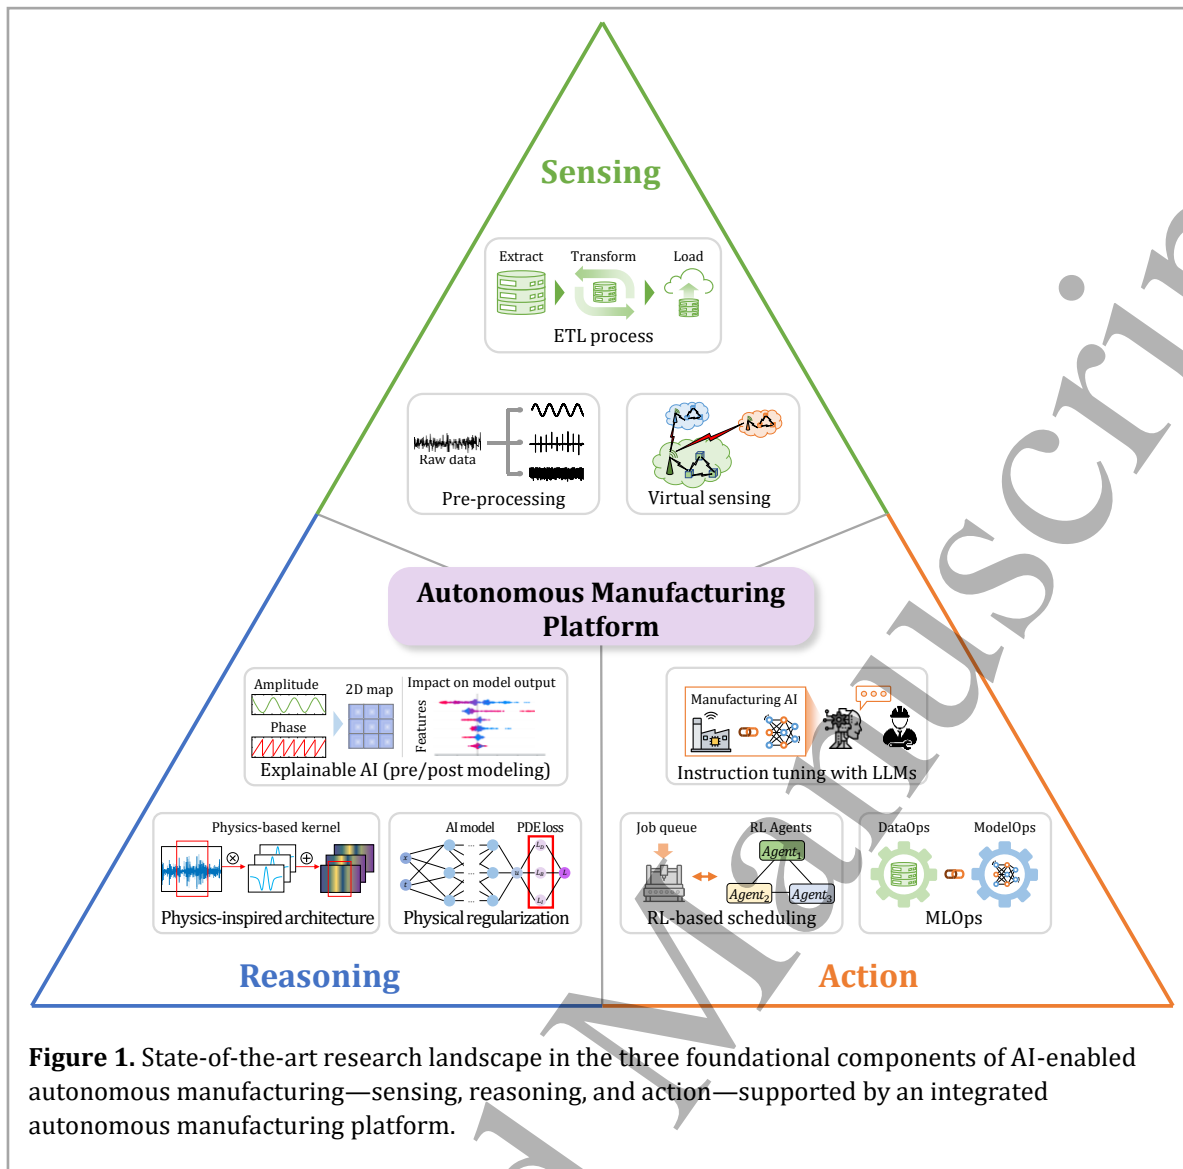 Sensing
Extract
Transform
Load
ETL process
Raw data
Pre-processing
Virtual sensing
Autonomous Manufacturing
Platform
Amplitude
Phase
2D map
Impact on model output
Features
Explainable AI (pre/post modeling)
Manufacturing AI
Instruction tuning with LLMs
Physics-based kernel
Physics-inspired architecture
AI model
PDE loss
x
t
u
L_D
L_B
L_I
L
Physical regularization
Job queue
RL Agents
Agent1
Agent2
Agent3
RL-based scheduling
DataOps
ModelOps
MLOps
Reasoning
Action
Figure 1. State-of-the-art research landscape in the three foundational components of AI-enabled
autonomous manufacturing—sensing, reasoning, and action—supported by an integrated
autonomous manufacturing platform.
d Manuscrip